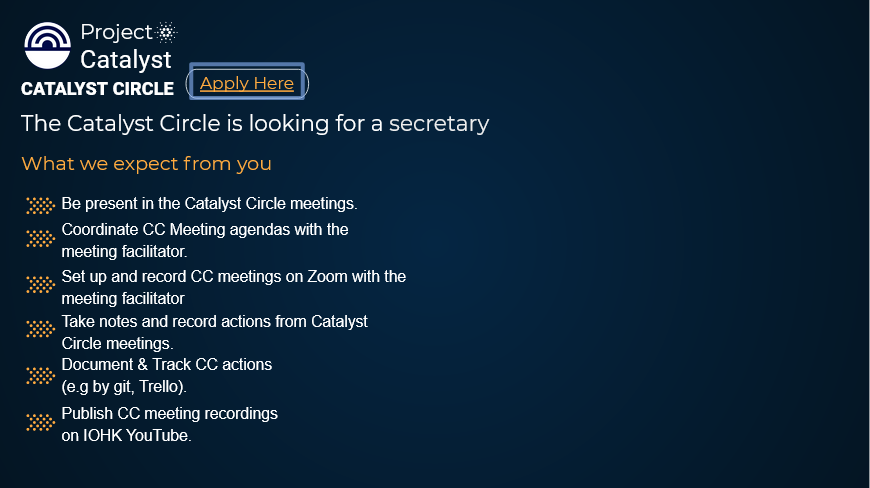 Project
Catalyst
CATALYST CIRCLE
Apply Here
The Catalyst Circle is looking for a secretary
What we expect from you
Be present in the Catalyst Circle meetings.
Coordinate CC Meeting agendas with the
meeting facilitator.
Set up and record CC meetings on Zoom with the
meeting facilitator
Take notes and record actions from Catalyst
Circle meetings.
Document & Track CC actions
(e.g by git, Trello).
Publish CC meeting recordings
on IOHK YouTube.